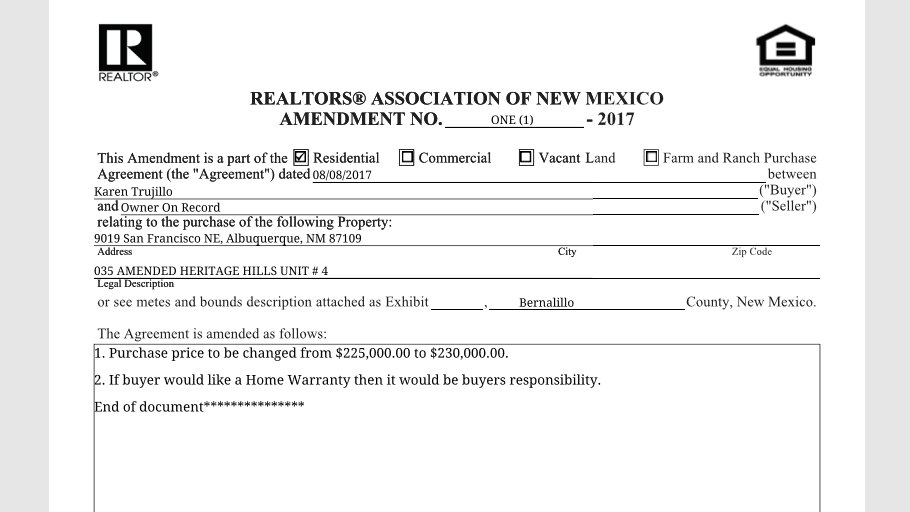 REALTOR®
EQUAL HOUSING
OPPORTUNITY
REALTORS® ASSOCIATION OF NEW MEXICO
AMENDMENT NO. ONE (1) - 2017
This Amendment is a part of the Residential Commercial Vacant Land Farm and Ranch Purchase
Agreement (the "Agreement") dated 08/08/2017 between
Karen Trujillo ("Buyer")
and Owner On Record ("Seller")
relating to the purchase of the following Property:
9019 San Francisco NE, Albuquerque, NM 87109
Address City Zip Code
035 AMENDED HERITAGE HILLS UNIT # 4
Legal Description
or see metes and bounds description attached as Exhibit , Bernalillo County, New Mexico.
The Agreement is amended as follows:
1. Purchase price to be changed from $225,000.00 to $230,000.00.
2. If buyer would like a Home Warranty then it would be buyers responsibility.
End of document***************